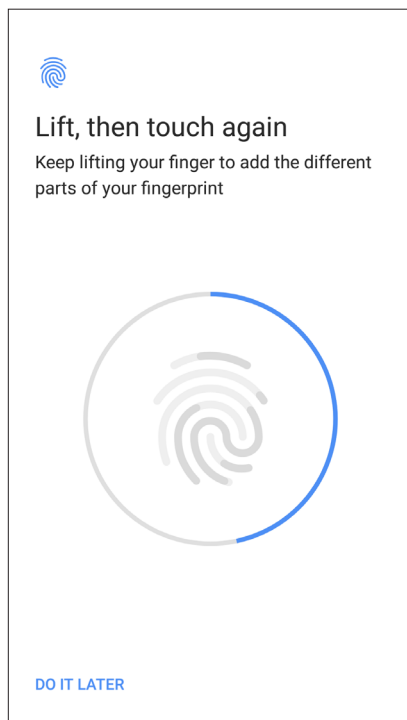 Lift, then touch again
Keep lifting your finger to add the different
parts of your fingerprint
DO IT LATER